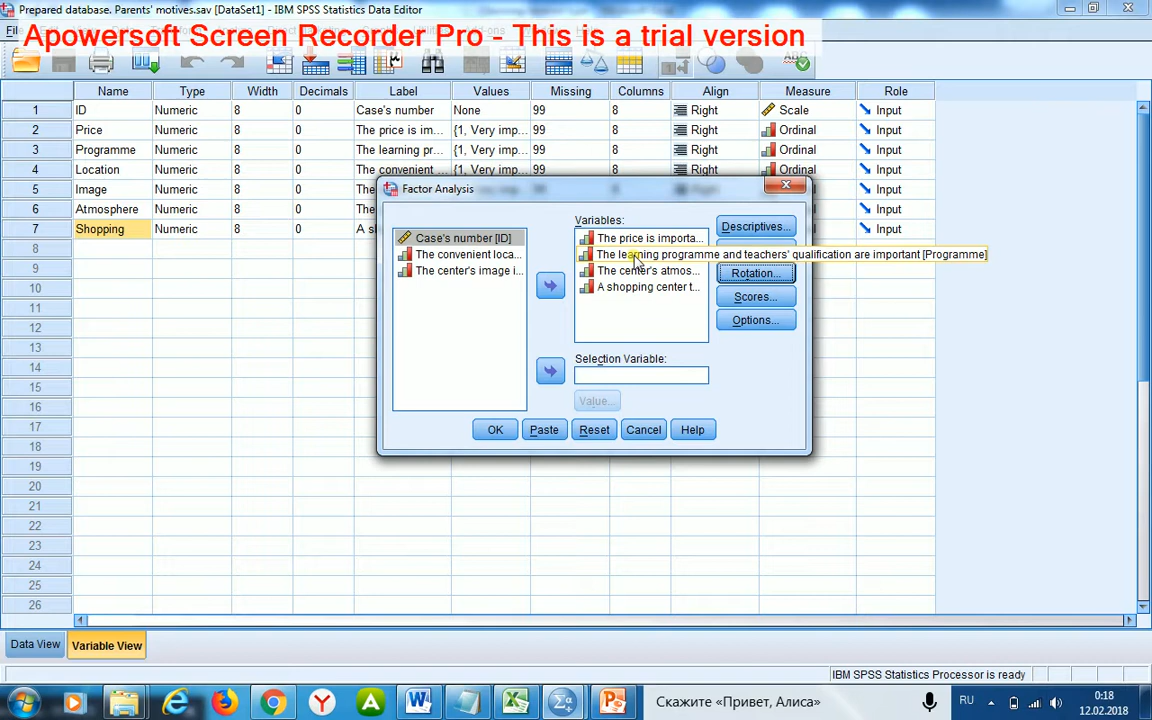 Prepared database. Parents' motives.sav [DataSet1] - IBM SPSS Statistics Data Editor
Apowersoft Screen Recorder Pro - This is a trial version
Name Type Width Decimals Label Values Missing Columns Align Measure Role
1 ID Numeric 8 0 Case's number None 99 8 Right Scale Input
2 Price Numeric 8 0 The price is im... {1, Very imp... 99 8 Right Ordinal Input
3 Programme Numeric 8 0 The learning pr... {1, Very imp... 99 8 Right Ordinal Input
4 Location Numeric 8 0 The convenient ... {1, Very imp... 99 8 Right Ordinal Input
5 Image Numeric 8 0 The Right Input
6 Atmosphere Numeric 8 0 The Input
7 Shopping Numeric 8 0 A s Input
8
9
10
11
12
13
14
15
16
17
18
19
20
21
22
23
24
25
26
Factor Analysis
Variables:
Case's number [ID]
The convenient loca...
The center's image i...
The price is importa...
The learning programme and teachers' qualification are important [Programme]
The center's atmos...
A shopping center t...
Descriptives...
Rotation...
Scores...
Options...
Selection Variable:
Value...
OK Paste Reset Cancel Help
Data View Variable View
IBM SPSS Statistics Processor is ready
Скажите «Привет, Алиса» RU 0:18
12.02.2018